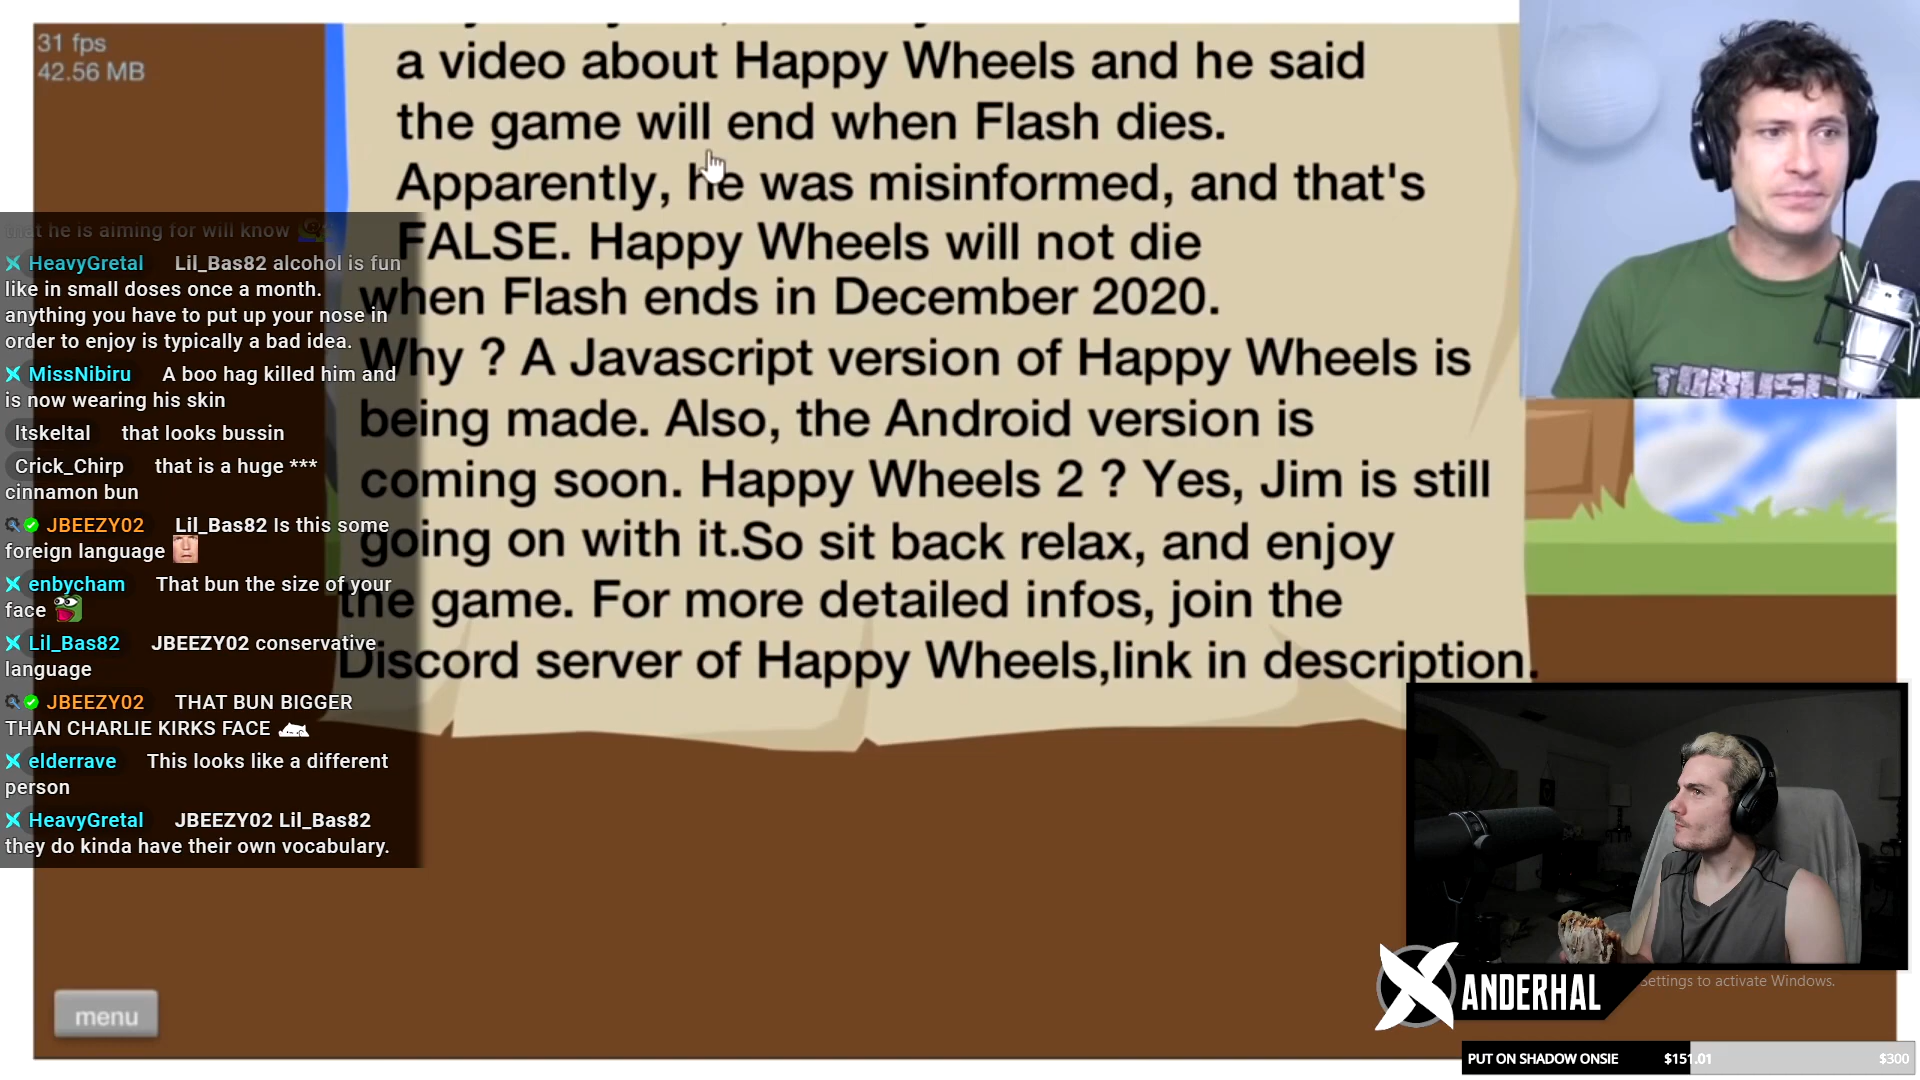 31 fps
42.56 MB
a video about Happy Wheels and he said
the game will end when Flash dies.
Apparently, he was misinformed, and that's
FALSE. Happy Wheels will not die
when Flash ends in December 2020.
Why ? A Javascript version of Happy Wheels is
being made. Also, the Android version is
coming soon. Happy Wheels 2 ? Yes, Jim is still
going on with it.So sit back relax, and enjoy
the game. For more detailed infos, join the
Discord server of Happy Wheels,link in description.
that he is aiming for will know
HeavyGretal Lil_Bas82 alcohol is fun
like in small doses once a month.
anything you have to put up your nose in
order to enjoy is typically a bad idea.
MissNibiru A boo hag killed him and
is now wearing his skin
Itskeltal that looks bussin
Crick_Chirp that is a huge ***
cinnamon bun
JBEEZY02 Lil_Bas82 Is this some
foreign language
enbycham That bun the size of your
face
Lil_Bas82 JBEEZY02 conservative
language
JBEEZY02 THAT BUN BIGGER
THAN CHARLIE KIRKS FACE
elderrave This looks like a different
person
HeavyGretal JBEEZY02 Lil_Bas82
they do kinda have their own vocabulary.
menu
ANDERHAL
Settings to activate Windows.
PUT ON SHADOW ONSIE $151.01 $300